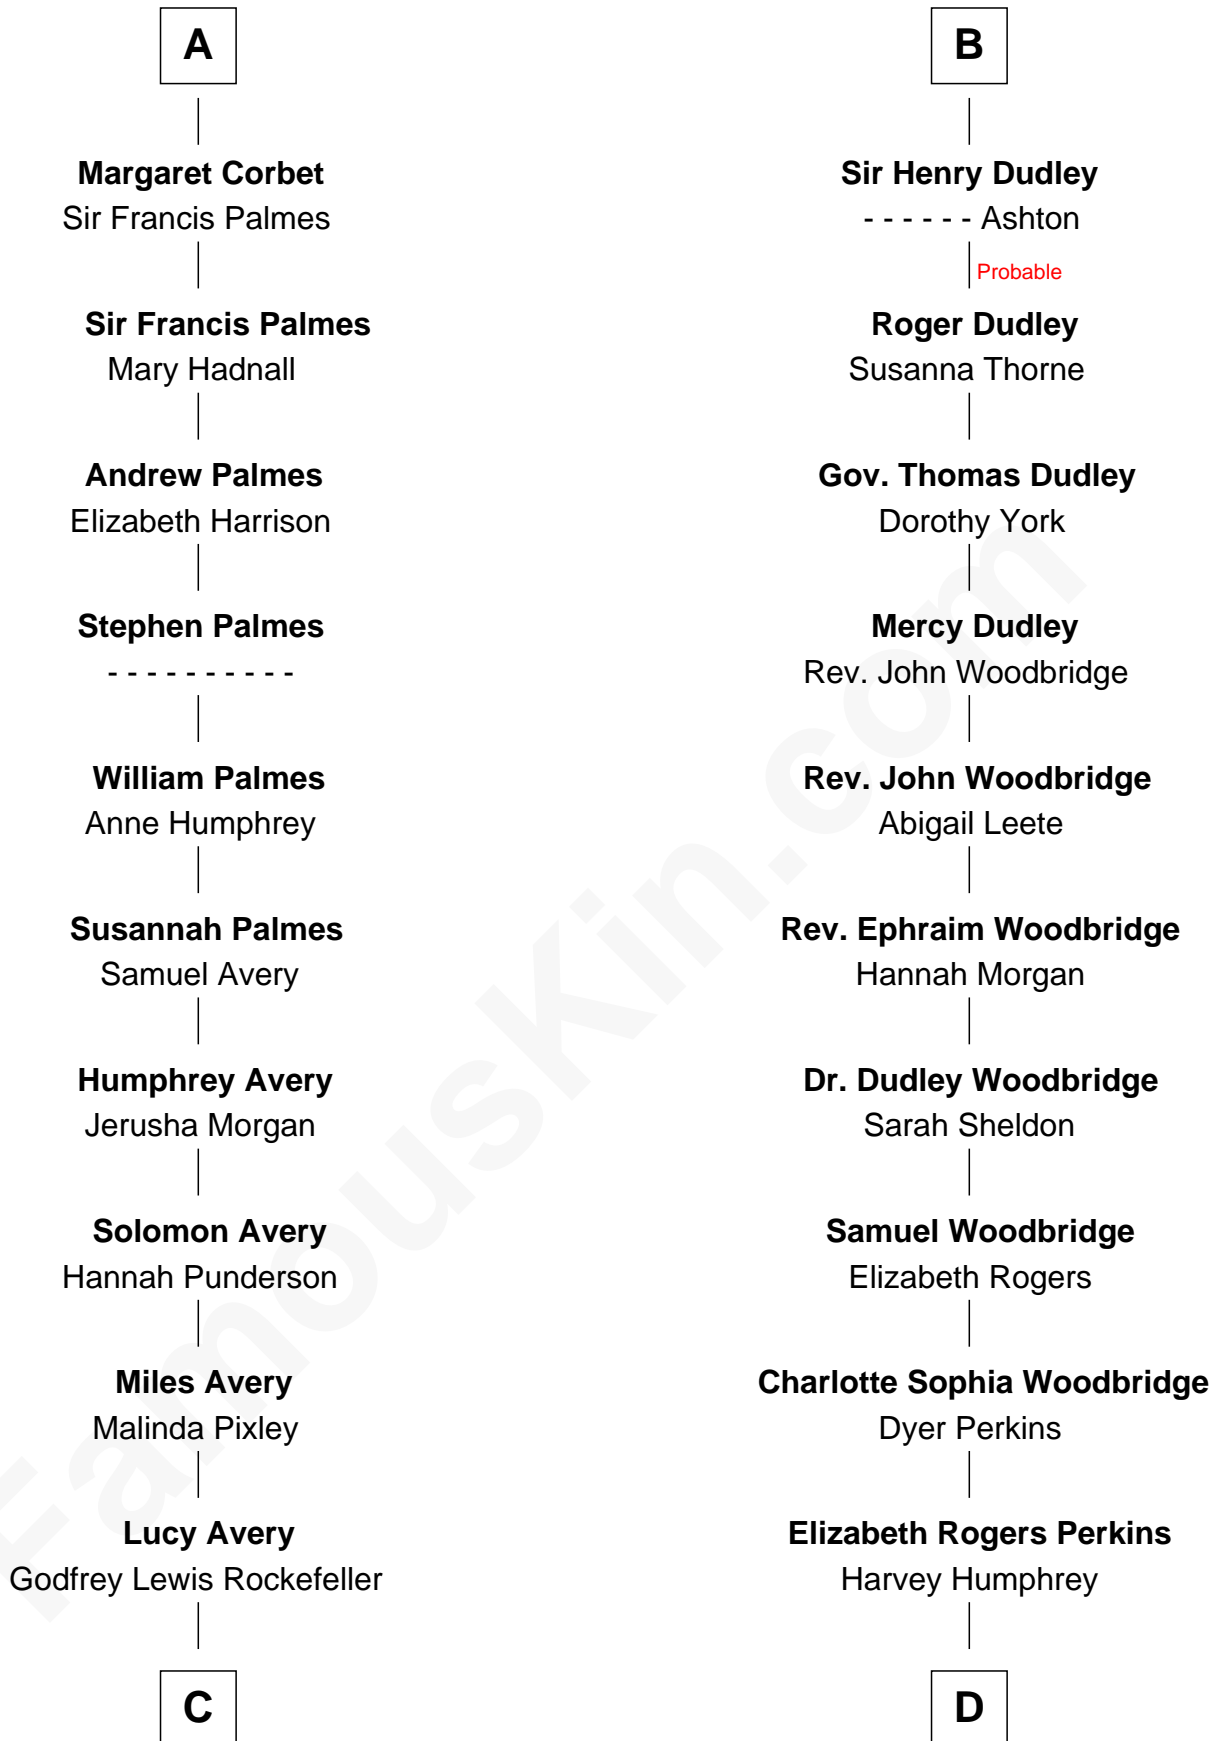 A
Margaret Corbet
Sir Francis Palmes
Sir Francis Palmes
Mary Hadnall
Andrew Palmes
Elizabeth Harrison
Stephen Palmes
- - - - - - - - - -
William Palmes
Anne Humphrey
Susannah Palmes
Samuel Avery
Humphrey Avery
Jerusha Morgan
Solomon Avery
Hannah Punderson
Miles Avery
Malinda Pixley
Lucy Avery
Godfrey Lewis Rockefeller
C
B
Sir Henry Dudley
- - - - - - Ashton
Probable
Roger Dudley
Susanna Thorne
Gov. Thomas Dudley
Dorothy York
Mercy Dudley
Rev. John Woodbridge
Rev. John Woodbridge
Abigail Leete
Rev. Ephraim Woodbridge
Hannah Morgan
Dr. Dudley Woodbridge
Sarah Sheldon
Samuel Woodbridge
Elizabeth Rogers
Charlotte Sophia Woodbridge
Dyer Perkins
Elizabeth Rogers Perkins
Harvey Humphrey
D
FamousKin.com